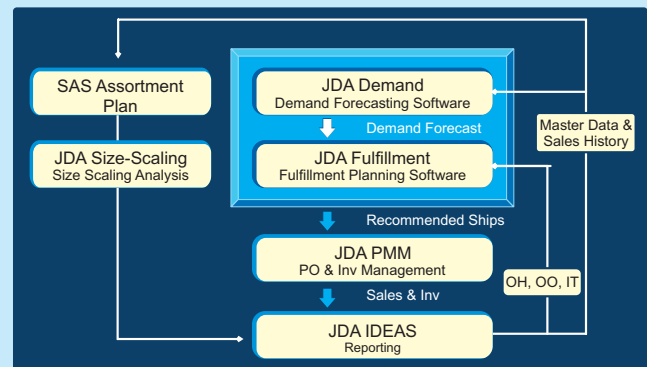 SAS Assortment
Plan
JDA Size-Scaling
Size Scaling Analysis
JDA Demand
Demand Forecasting Software
Demand Forecast
JDA Fulfillment
Fulfillment Planning Software
Recommended Ships
JDA PMM
PO & Inv Management
Sales & Inv
JDA IDEAS
Reporting
Master Data &
Sales History
OH, OO, IT